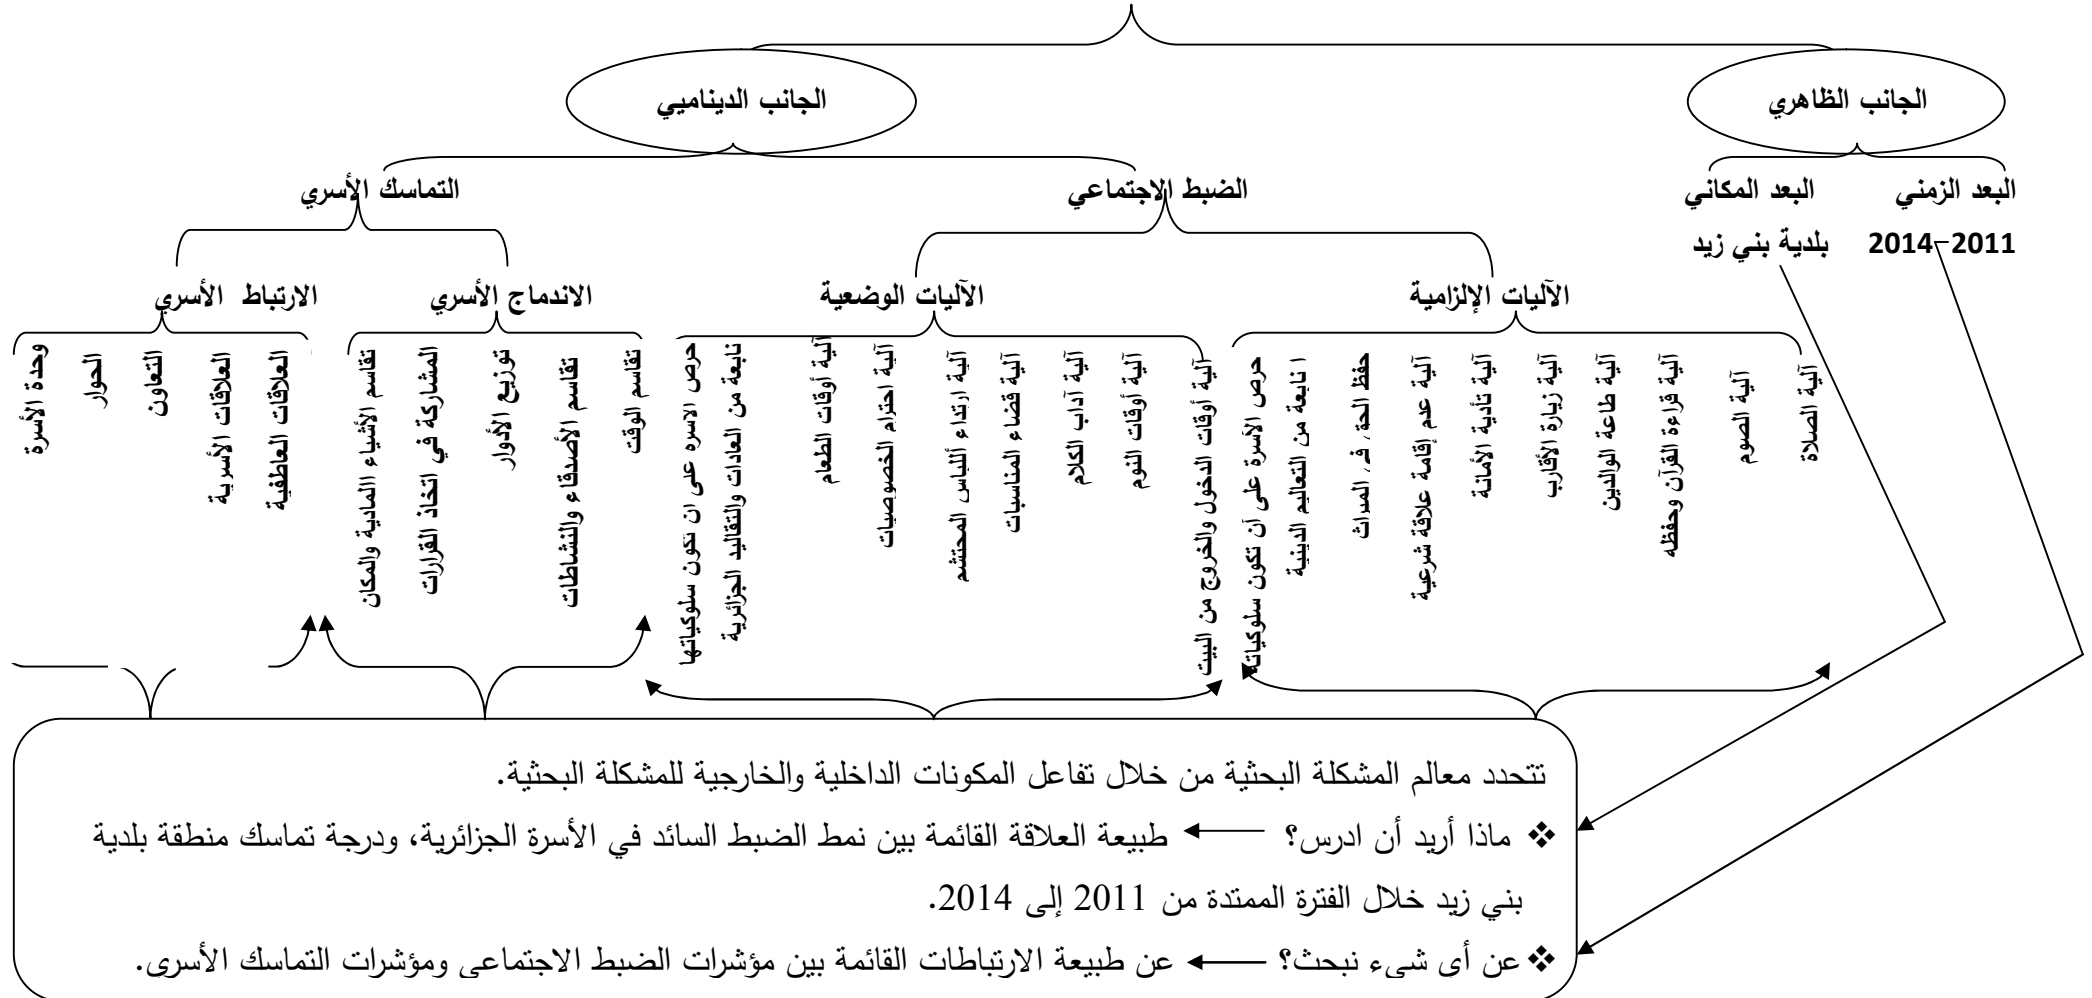 الجانب الظاهري
الجانب الديناميي
البعد الزمني
البعد المكاني
الضبط الاجتماعي
التماسك الأسري
2011-2014
بلدية بني زيد
الآليات الإلزامية
الآليات الوضعية
الاندماج الأسري
الارتباط الأسري
آلية الصلاة
آلية الصوم
آلية قراءة القرآن وحفظه
آلية طاعة الوالدين
آلية زيارة الأقارب
آلية تأدية الأمانة
آلية عدم إقامة علاقة شرعية
حفظ الحق في الميراث
حرص الأسرة على أن تكون سلوكياتة
ا نابعة من التعاليم الدينية
آلية أوقات الدخول والخروج من البيت
آلية أوقات النوم
آلية آداب الكلام
آلية قضاء المناسبات
آلية ارتداء أللباس المحتشم
آلية احترام الخصوصيات
آلية أوقات الطعام
حرص الاسره على ان تكون سلوكياتها
نابعة من العادات والتقاليد الجزائرية
تقاسم الوقت
تقاسم الأصدقاء والنشاطات
توزيع الأدوار
المشاركة في اتخاذ القرارات
تقاسم الأشياء االمادية والمكان
العلاقات العاطفية
العلاقات الأسرية
التعاون
الحوار
وحدة الأسرة
تتحدد معالم المشكلة البحثية من خلال تفاعل المكونات الداخلية والخارجية للمشكلة البحثية.
❖ ماذا أريد أن ادرس؟ ← طبيعة العلاقة القائمة بين نمط الضبط السائد في الأسرة الجزائرية، ودرجة تماسك منطقة بلدية
بني زيد خلال الفترة الممتدة من 2011 إلى 2014.
❖ عن أي شيء نبحث؟ ← عن طبيعة الارتباطات القائمة بين مؤشرات الضبط الاجتماعي ومؤشرات التماسك الأسري.